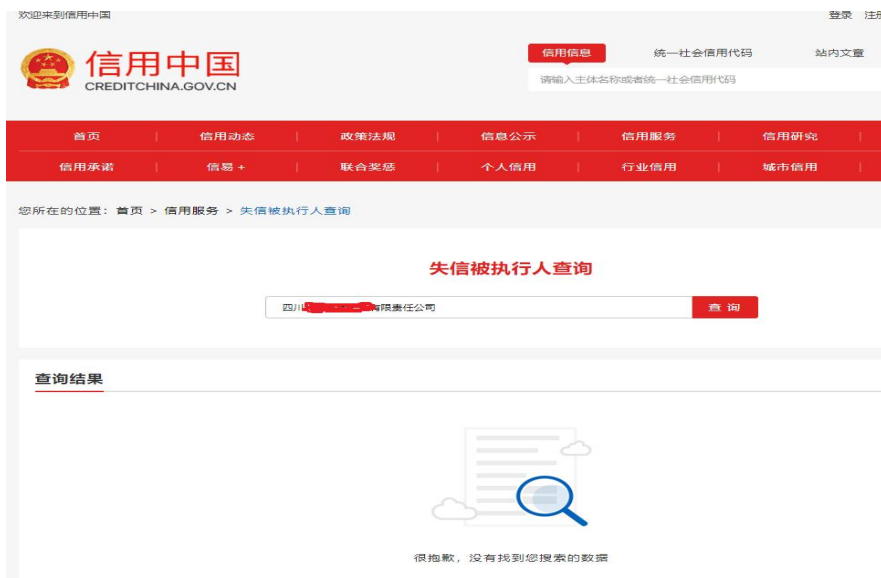 欢迎来到信用中国
登录 注册
信用中国
CREDITCHINA.GOV.CN
信用信息 统一社会信用代码 站内文章
请输入主体名称或者统一社会信用代码
首页 | 信用动态 | 政策法规 | 信息公示 | 信用服务 | 信用研究 |
信用承诺 | 信易 + | 联合奖惩 | 个人信用 | 行业信用 | 城市信用 |
您所在的位置：首页 > 信用服务 > 失信被执行人查询
失信被执行人查询
四川 有限责任公司 查 询
查询结果
很抱歉，没有找到您搜索的数据